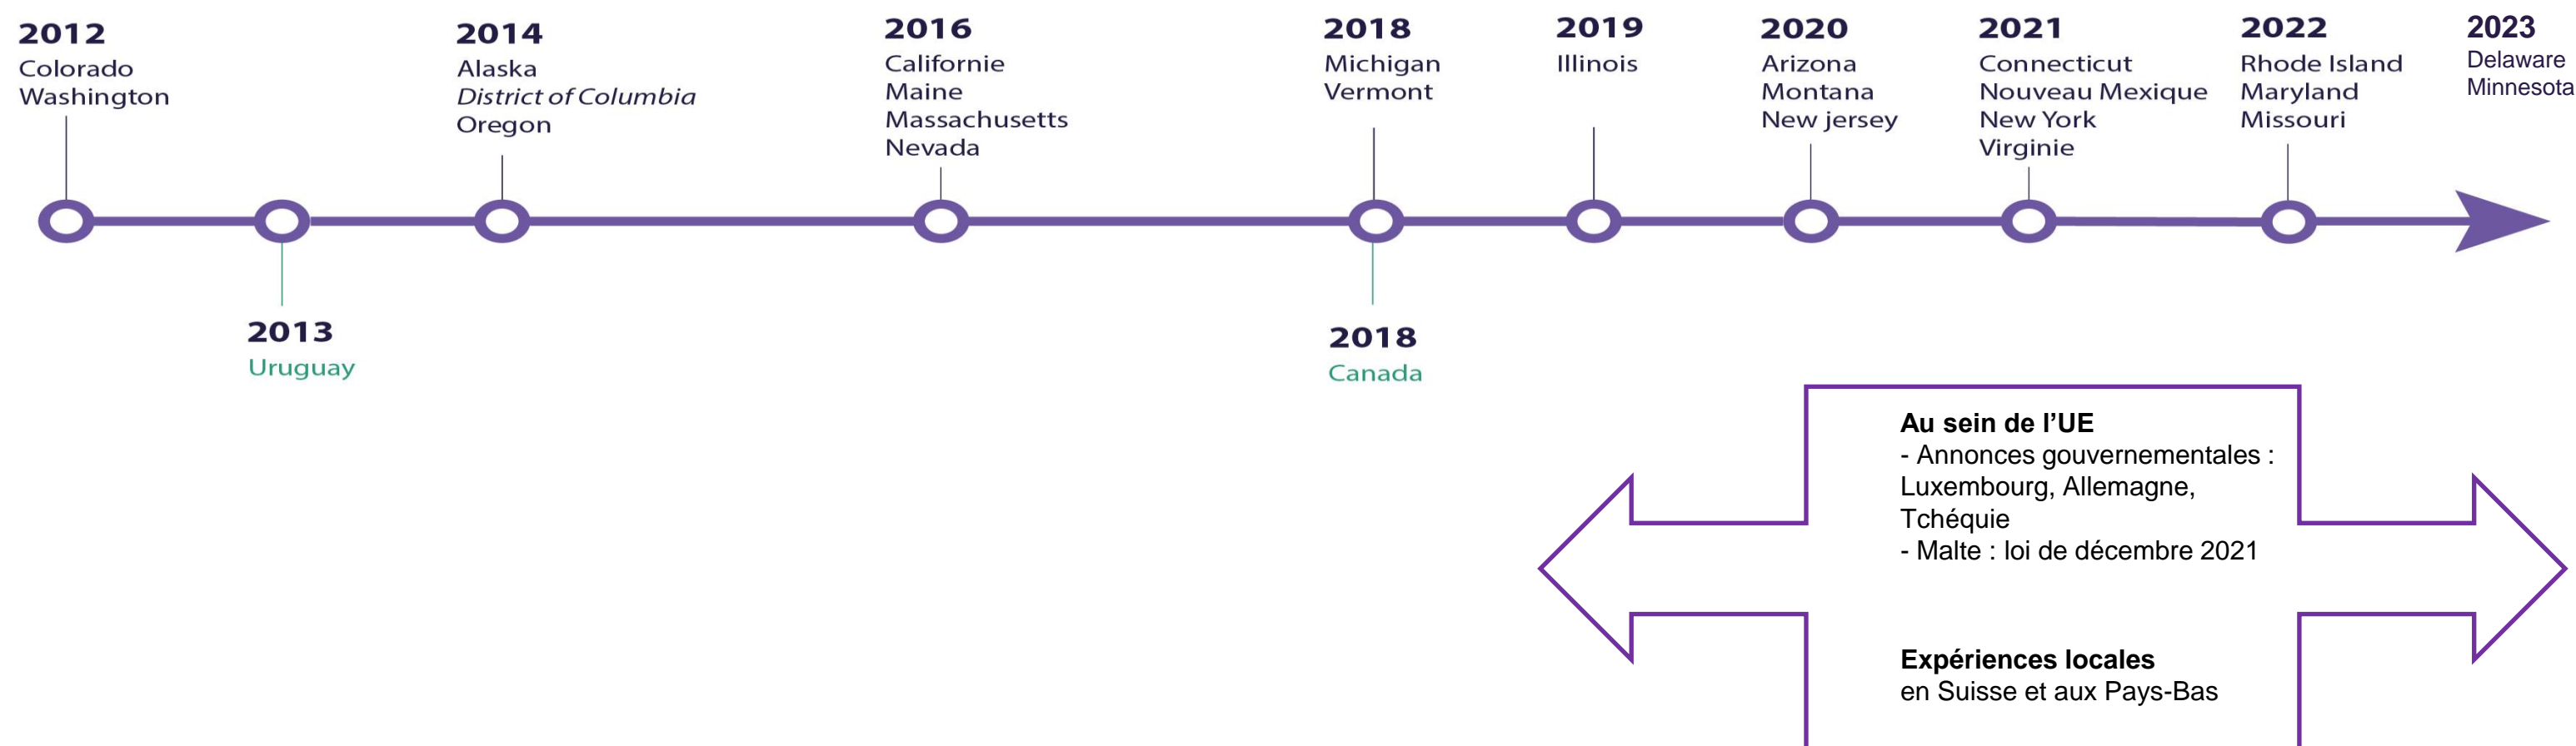 2012
Colorado
Washington
2014
Alaska
District of Columbia
Oregon
2016
Californie
Maine
Massachusetts
Nevada
2018
Michigan
Vermont
2019
Illinois
2020
Arizona
Montana
New jersey
2021
Connecticut
Nouveau Mexique
New York
Virginie
2022
Rhode Island
Maryland
Missouri
2023
Delaware
Minnesota
2013
Uruguay
2018
Canada
Au sein de l’UE
- Annonces gouvernementales :
Luxembourg, Allemagne,
Tchéquie
- Malte : loi de décembre 2021
Expériences locales
en Suisse et aux Pays-Bas